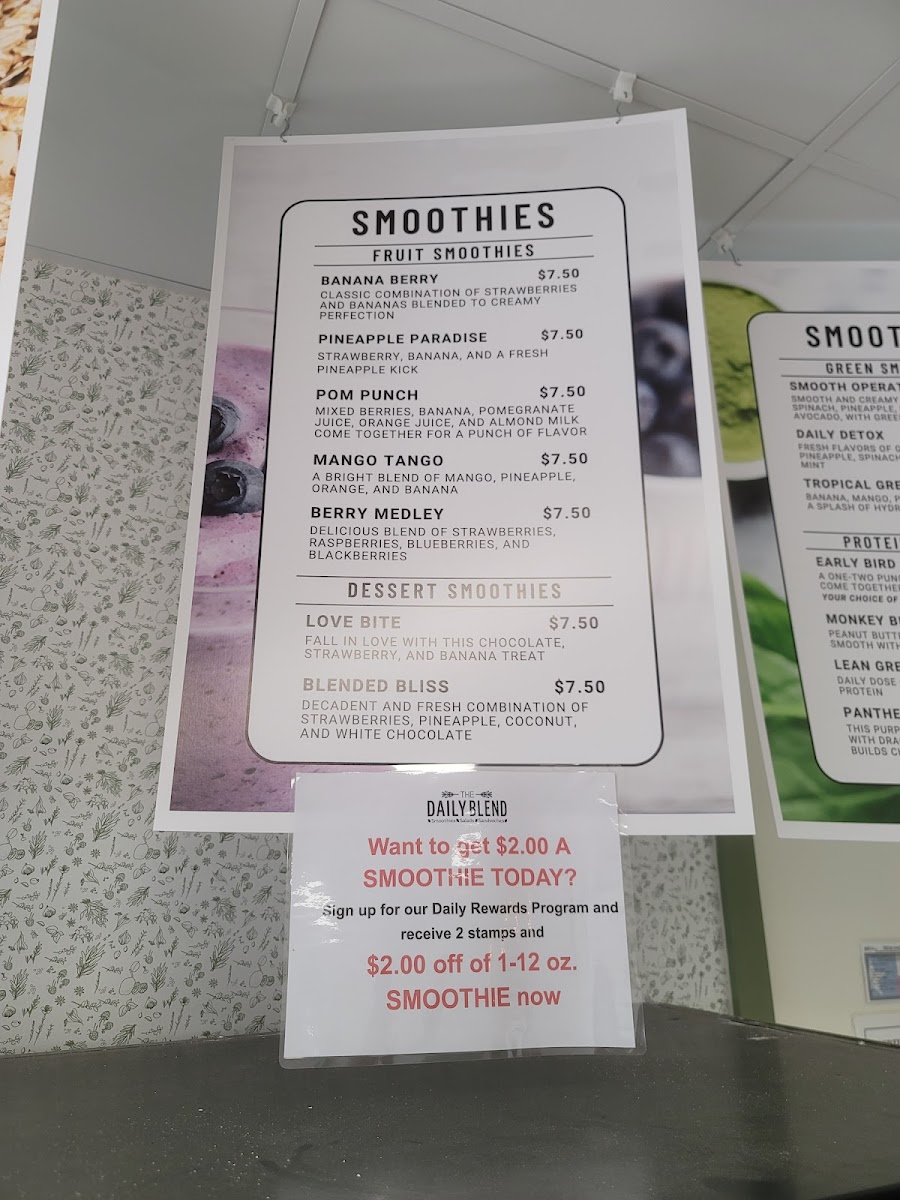 SMOOTHIES
FRUIT SMOOTHIES
BANANA BERRY $7.50
CLASSIC COMBINATION OF STRAWBERRIES
AND BANANAS BLENDED TO CREAMY
PERFECTION
PINEAPPLE PARADISE $7.50
STRAWBERRY, BANANA, AND A FRESH
PINEAPPLE KICK
POM PUNCH $7.50
MIXED BERRIES, BANANA, POMEGRANATE
JUICE, ORANGE JUICE, AND ALMOND MILK
COME TOGETHER FOR A PUNCH OF FLAVOR
MANGO TANGO $7.50
A BRIGHT BLEND OF MANGO, PINEAPPLE,
ORANGE, AND BANANA
BERRY MEDLEY $7.50
DELICIOUS BLEND OF STRAWBERRIES,
RASPBERRIES, BLUEBERRIES, AND
BLACKBERRIES
DESSERT SMOOTHIES
LOVE BITE $7.50
FALL IN LOVE WITH THIS CHOCOLATE,
STRAWBERRY, AND BANANA TREAT
BLENDED BLISS $7.50
DECADENT AND FRESH COMBINATION OF
STRAWBERRIES, PINEAPPLE, COCONUT,
AND WHITE CHOCOLATE
THE
DAILY BLEND
Smoothies Salads Sandwiches
Want to get $2.00 A
SMOOTHIE TODAY?
Sign up for our Daily Rewards Program and
receive 2 stamps and
$2.00 off of 1-12 oz.
SMOOTHIE now
SMOOT
GREEN SM
SMOOTH OPERAT
SMOOTH AND CREAMY
SPINACH, PINEAPPLE,
AVOCADO, WITH GREE
DAILY DETOX
FRESH FLAVORS OF
PINEAPPLE, SPINACH
MINT
TROPICAL GRE
BANANA, MANGO, P
A SPLASH OF HYDR
PROTEI
EARLY BIRD
A ONE-TWO PUN
COME TOGETHER
YOUR CHOICE OF
MONKEY B
PEANUT BUTT
SMOOTH WITH
LEAN GRE
DAILY DOSE
PROTEIN
PANTHE
THIS PURP
WITH DRA
BUILDS C